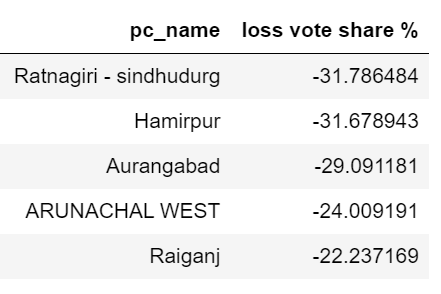 pc_name loss vote share %
Ratnagiri - sindhudurg -31.786484
Hamirpur -31.678943
Aurangabad -29.091181
ARUNACHAL WEST -24.009191
Raiganj -22.237169